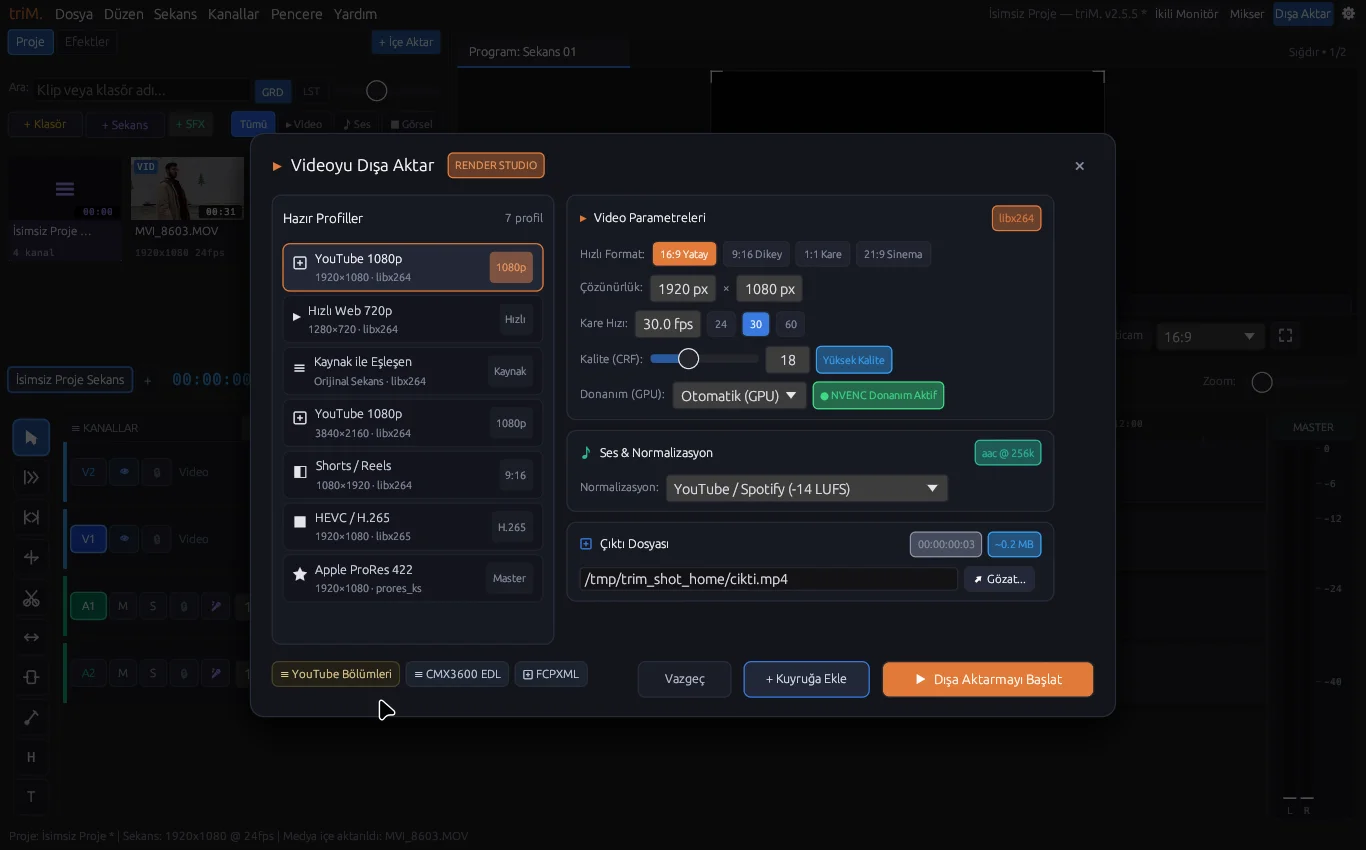 triM. Dosya Düzen Sekans Kanallar Pencere Yardım
İsimsiz Proje — triM. v2.5.5 * İkili Monitör Mikser Dışa Aktar
Proje Efektler + İçe Aktar
Program: Sekans 01
Sığdır • 1/2
Ara: Klip veya klasör adı... GRD LST
+ Klasör + Sekans + SFX Tümü Video Ses Görsel
VID
00:00
00:31
İsimsiz Proje ...
4 kanal
MVI_8603.MOV
1920x1080 24fps
Videoyu Dışa Aktar RENDER STUDIO ×
Hazır Profiller 7 profil
YouTube 1080p
1920×1080 · libx264
1080p
Hızlı Web 720p
1280×720 · libx264
Hızlı
Kaynak ile Eşleşen
Orijinal Sekans · libx264
Kaynak
YouTube 1080p
3840×2160 · libx264
1080p
Shorts / Reels
1080×1920 · libx264
9:16
HEVC / H.265
1920×1080 · libx265
H.265
Apple ProRes 422
1920×1080 · prores_ks
Master
Video Parametreleri libx264
Hızlı Format: 16:9 Yatay 9:16 Dikey 1:1 Kare 21:9 Sinema
Çözünürlük: 1920 px × 1080 px
Kare Hızı: 30.0 fps 24 30 60
Kalite (CRF): 18 Yüksek Kalite
Donanım (GPU): Otomatik (GPU) NVENC Donanım Aktif
Ses & Normalizasyon aac @ 256k
Normalizasyon: YouTube / Spotify (-14 LUFS)
Çıktı Dosyası 00:00:00:03 ~0.2 MB
/tmp/trim_shot_home/cikti.mp4 Gözat...
YouTube Bölümleri CMX3600 EDL FCPXML
Vazgeç + Kuyruğa Ekle Dışa Aktarmayı Başlat
16:9
İsimsiz Proje Sekans + 00:00:00
Zoom:
KANALLAR
12:00
MASTER
V2 Video
V1 Video
A1 M S
A2 M S
H
T
- 0
- -6
- -12
- -24
- -40
L R
Proje: İsimsiz Proje * | Sekans: 1920x1080 @ 24fps | Medya içe aktarıldı: MVI_8603.MOV